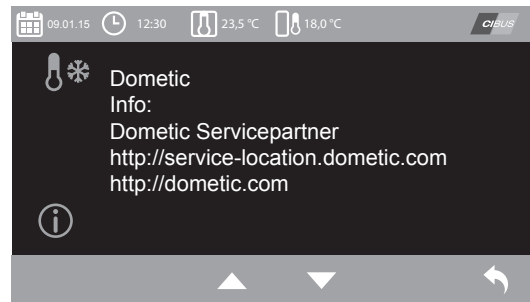 09.01.15 12:30 23,5 °C 18,0 °C CIBUS
Dometic
Info:
Dometic Servicepartner
http://service-location.dometic.com
http://dometic.com